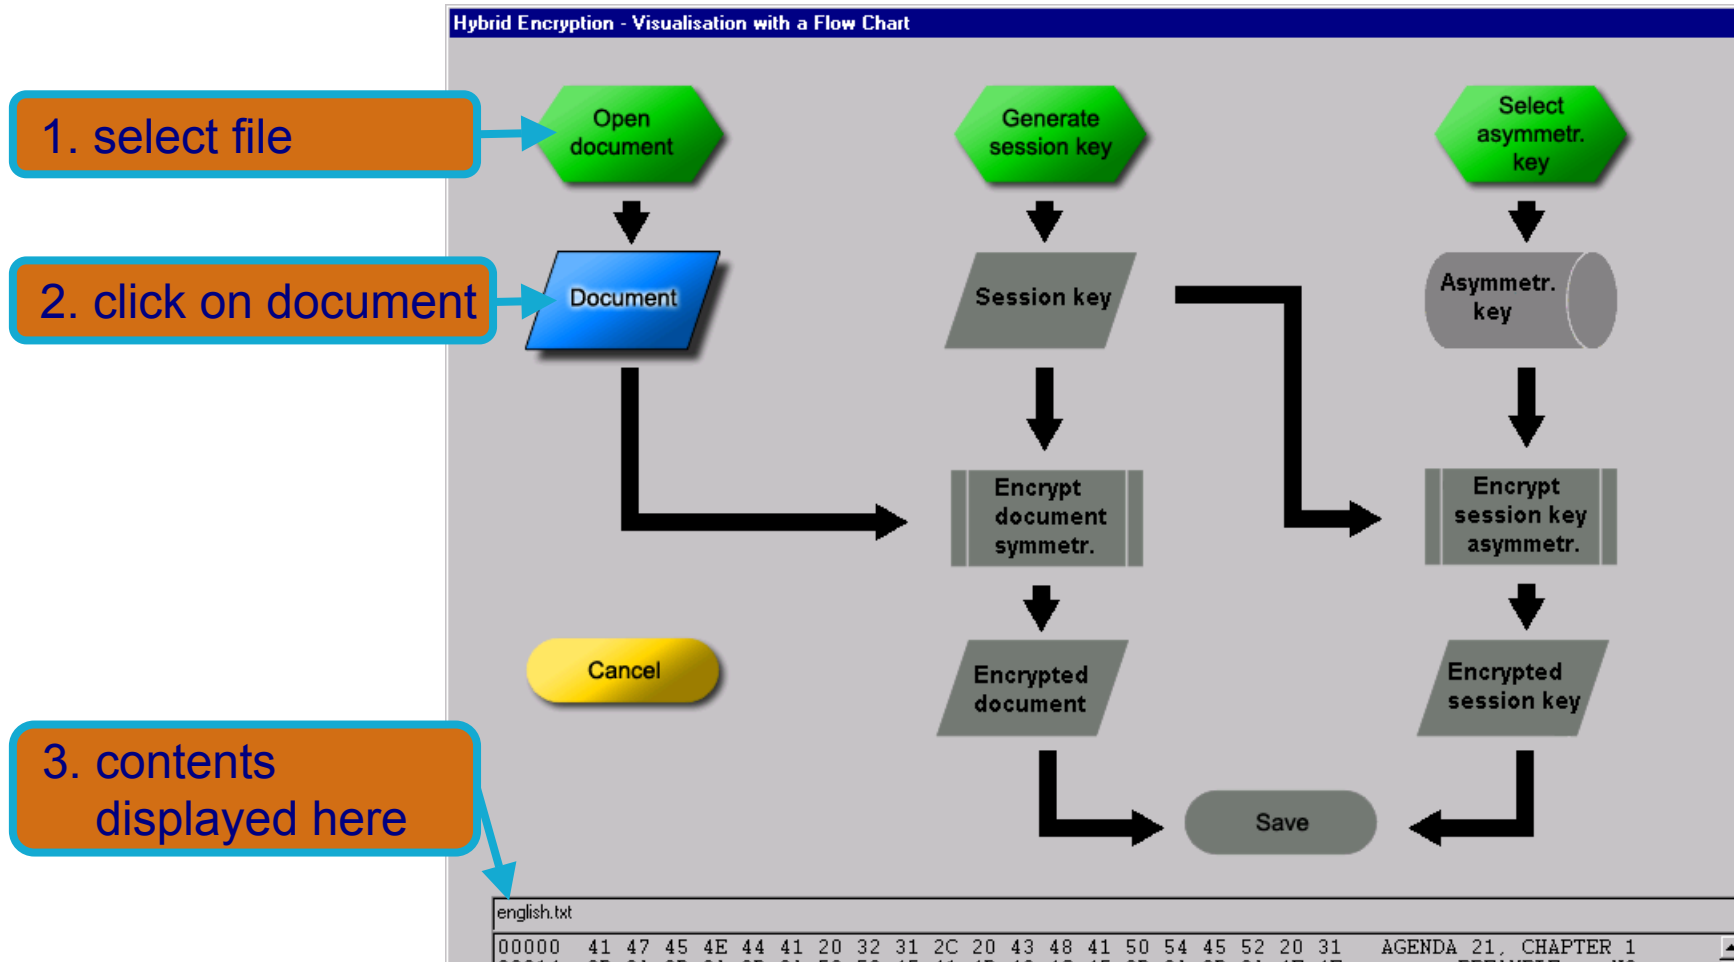 Hybrid Encryption - Visualisation with a Flow Chart
1. select file
Open
document
Generate
session key
Select
asymmetr.
key
2. click on document
Document
Session key
Asymmetr.
key
Encrypt
document
symmetr.
Encrypt
session key
asymmetr.
Cancel
Encrypted
document
Encrypted
session key
3. contents
displayed here
Save
english.txt
00000 41 47 45 4E 44 41 20 32 31 2C 20 43 48 41 50 54 45 52 20 31 AGENDA 21, CHAPTER 1